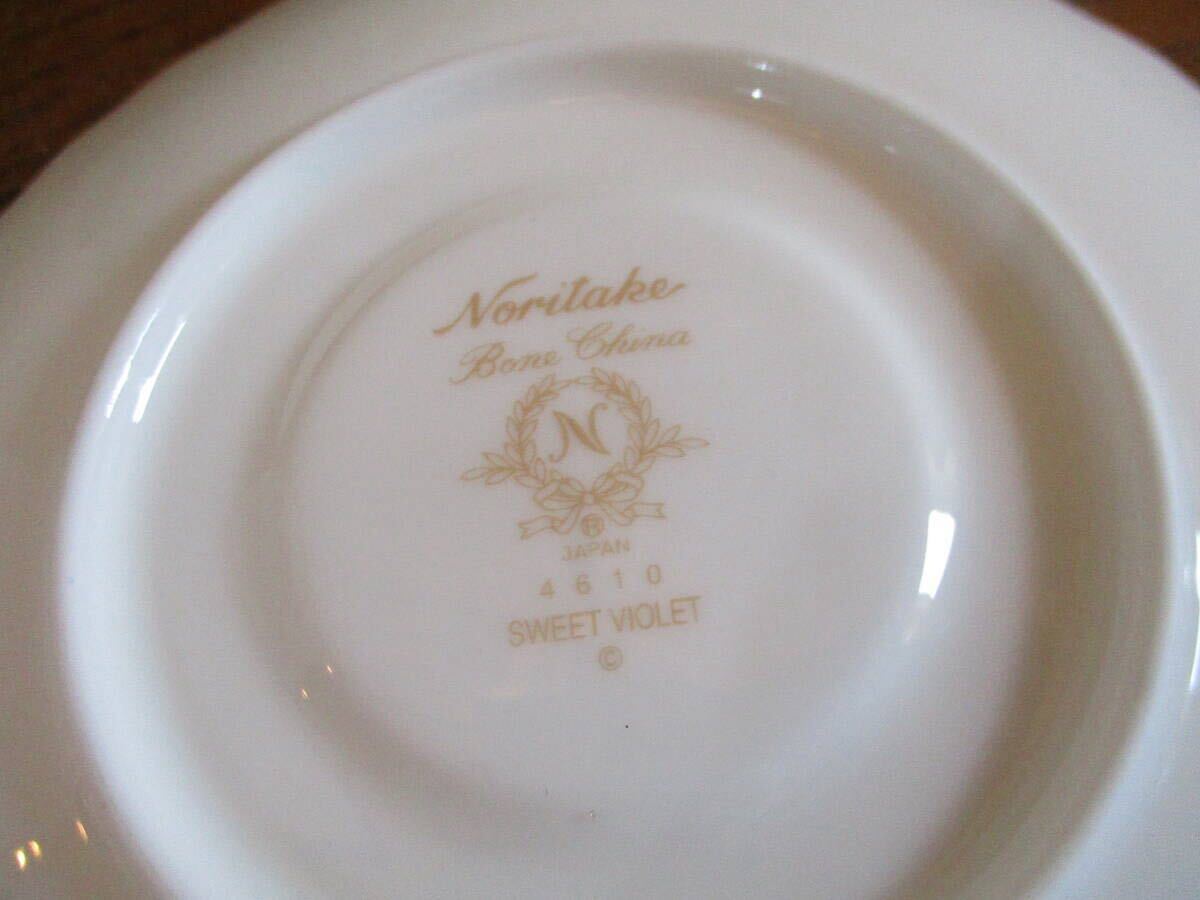 Noritake
Bone China
N
®
JAPAN
4610
SWEET VIOLET
©